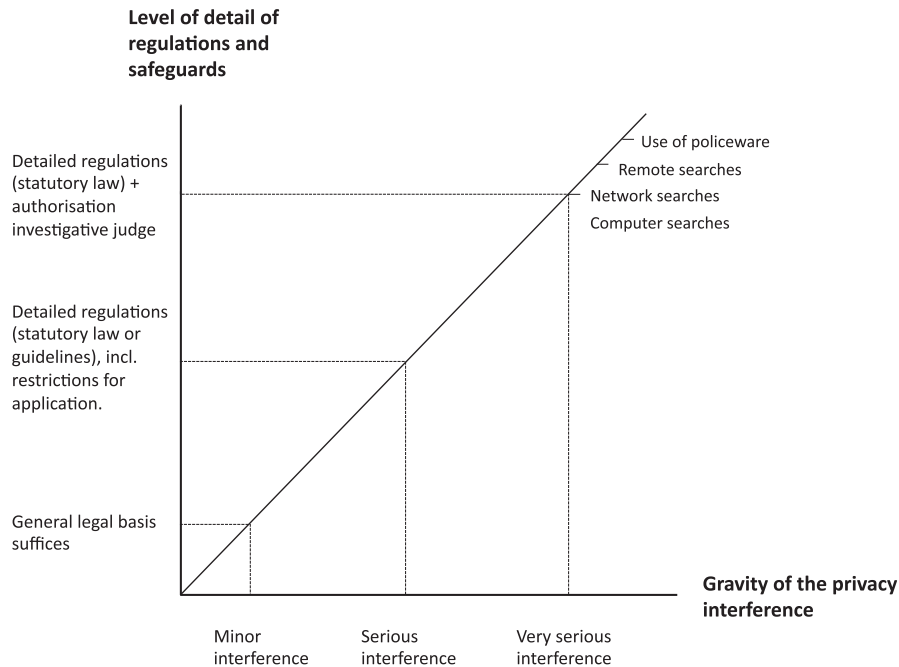 Level of detail of
regulations and
safeguards
Use of policeware
Remote searches
Network searches
Computer searches
Detailed regulations
(statutory law) +
authorisation
investigative judge
Detailed regulations
(statutory law or
guidelines), incl.
restrictions for
application.
General legal basis
suffices
Gravity of the privacy
interference
Minor
interference
Serious
interference
Very serious
interference